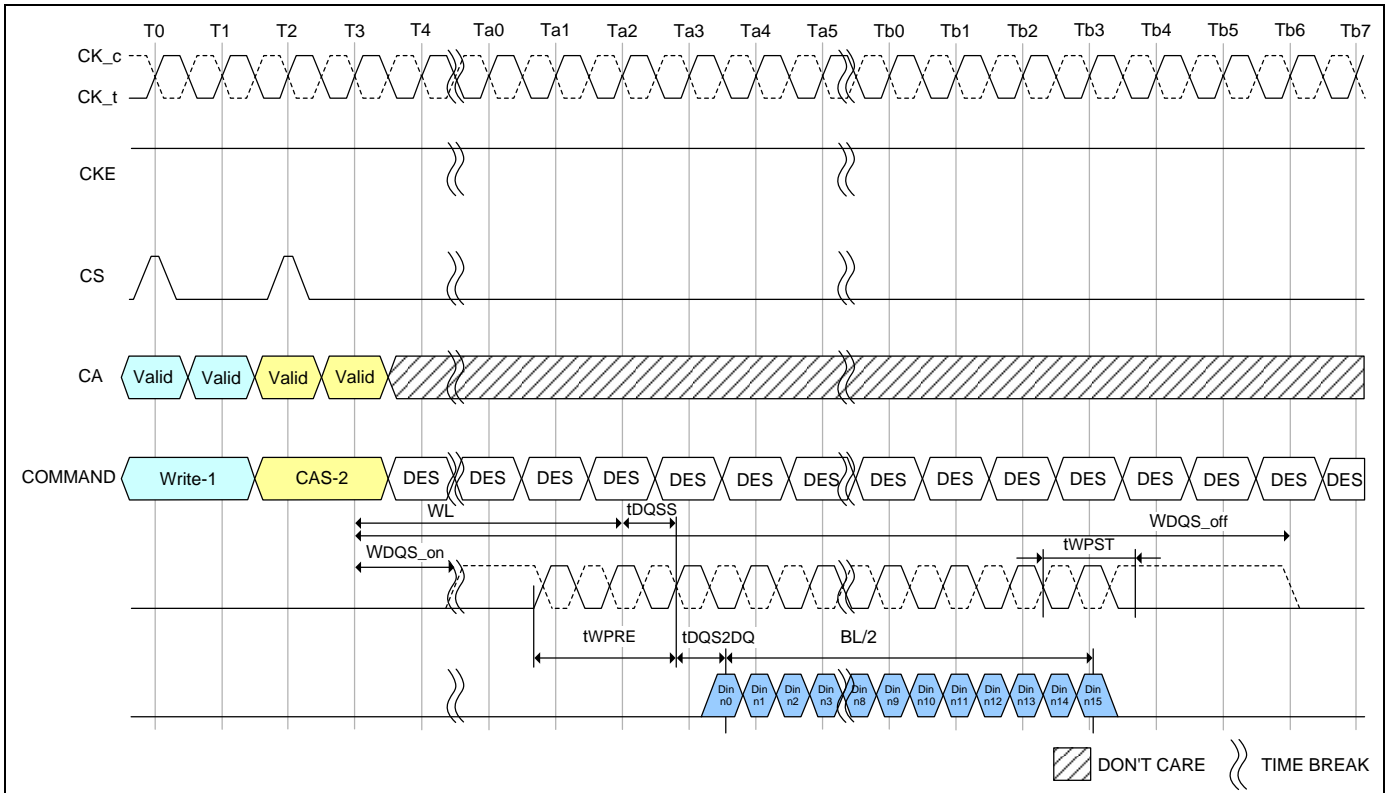 T0 T1 T2 T3 T4 Ta0 Ta1 Ta2 Ta3 Ta4 Ta5 Tb0 Tb1 Tb2 Tb3 Tb4 Tb5 Tb6 Tb7
CK_c
CK_t
CKE
CS
CA Valid Valid Valid Valid
COMMAND Write-1 CAS-2 DES DES DES DES DES DES DES DES DES DES DES DES DES DES DES
WL tDQSS WDQS_off
WDQS_on tWPST
tWPRE tDQS2DQ BL/2
Din Din Din Din Din Din Din Din Din Din Din Din
n0 n1 n2 n3 n8 n9 n10 n11 n12 n13 n14 n15
DON'T CARE TIME BREAK